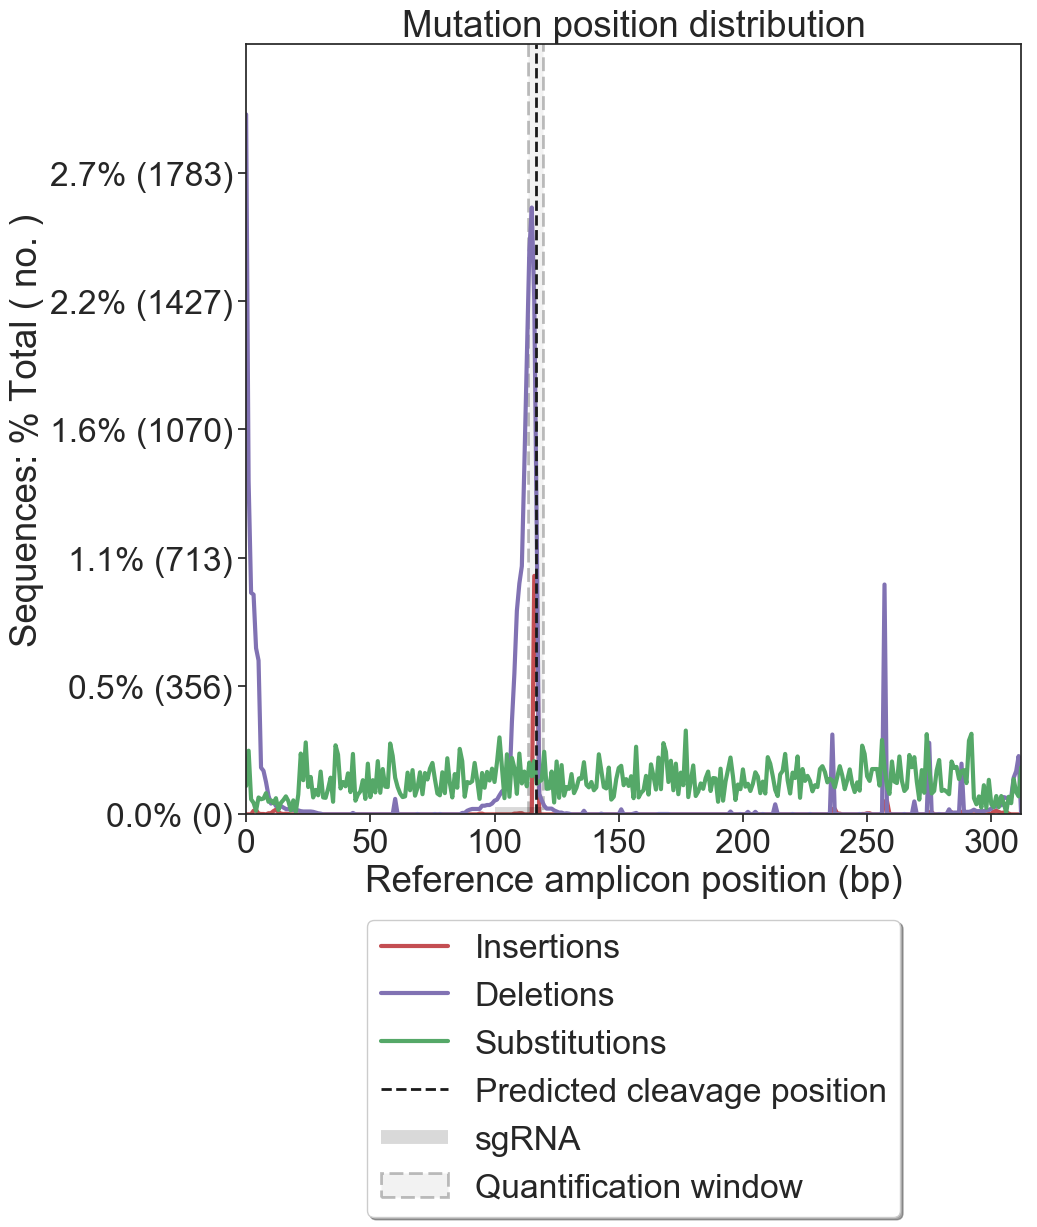 Mutation position distribution
Sequences: % Total ( no. )
2.7% (1783)
2.2% (1427)
1.6% (1070)
1.1% (713)
0.5% (356)
0.0% (0)
0 50 100 150 200 250 300
Reference amplicon position (bp)
Insertions
Deletions
Substitutions
Predicted cleavage position
sgRNA
Quantification window